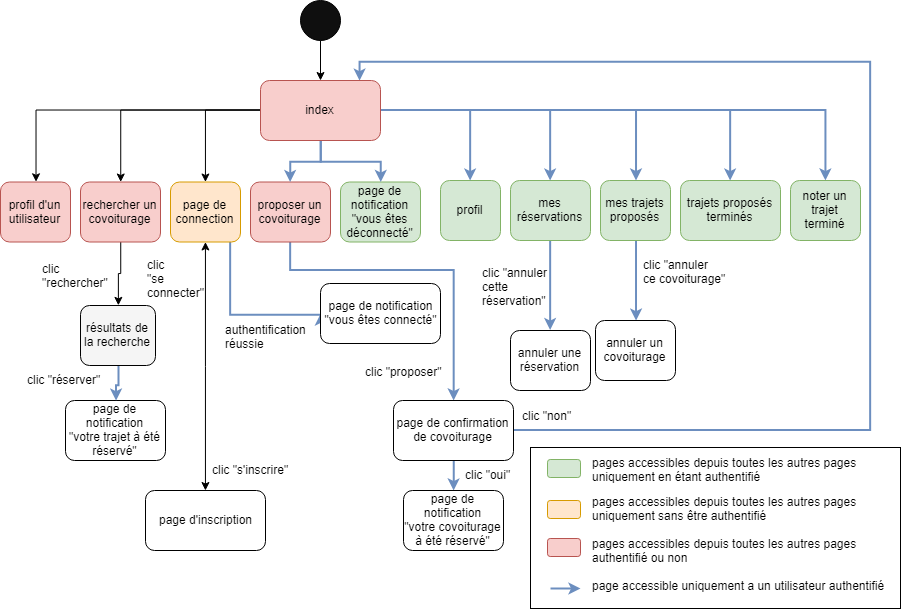 index
profil d'un
utilisateur
rechercher un
covoiturage
page de
connection
proposer un
covoiturage
page de
notification
"vous êtes
déconnecté"
profil
mes
réservations
mes trajets
proposés
trajets proposés
terminés
noter un
trajet
terminé
clic
"rechercher"
clic
"se
connecter"
clic "annuler
cette
réservation"
clic "annuler
ce covoiturage"
résultats de
la recherche
authentification
réussie
page de notification
"vous êtes connecté"
annuler une
réservation
annuler un
covoiturage
clic "réserver"
clic "proposer"
page de
notification
"votre trajet à été
réservé"
page de confirmation
de covoiturage
clic "non"
clic "s'inscrire"
clic "oui"
page d'inscription
page de
notification
"votre covoiturage
à été réservé"
pages accessibles depuis toutes les autres pages
uniquement en étant authentifié
pages accessibles depuis toutes les autres pages
uniquement sans être authentifié
pages accessibles depuis toutes les autres pages
authentifié ou non
page accessible uniquement a un utilisateur authentifié